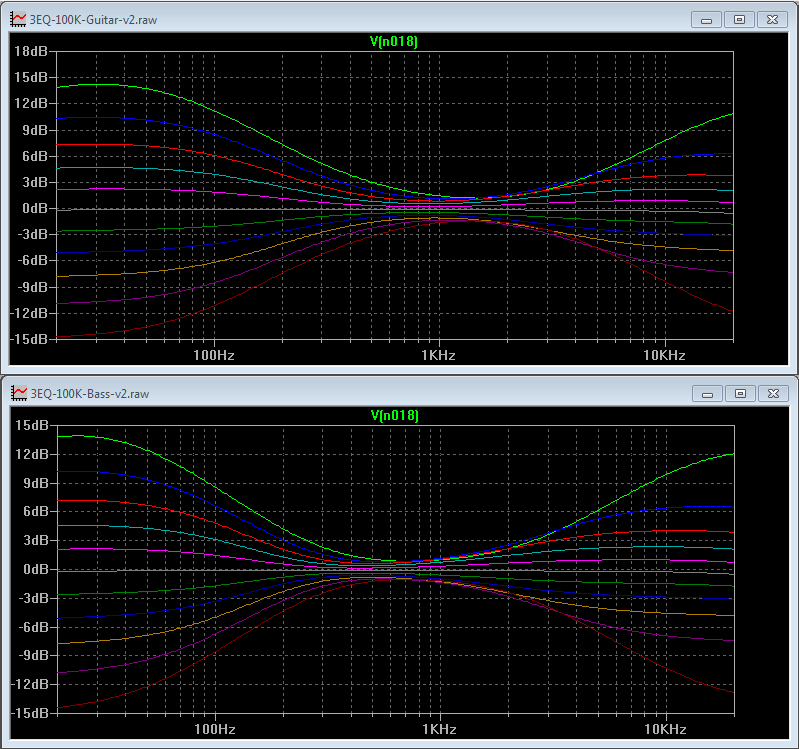 3EQ-100K-Guitar-v2.raw
V(n018)
18dB
15dB
12dB
9dB
6dB
3dB
0dB
-3dB
-6dB
-9dB
-12dB
-15dB
100Hz 1KHz 10KHz
3EQ-100K-Bass-v2.raw
V(n018)
15dB
12dB
9dB
6dB
3dB
0dB
-3dB
-6dB
-9dB
-12dB
-15dB
100Hz 1KHz 10KHz